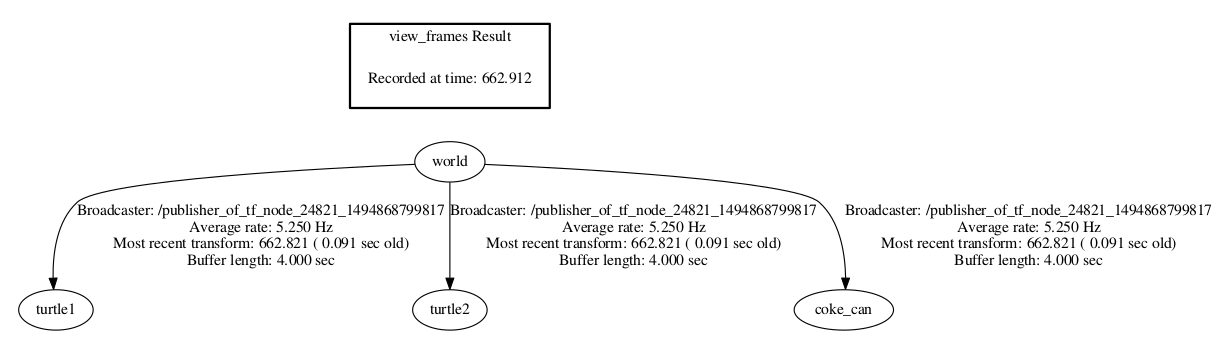 view_frames Result
Recorded at time: 662.912
world
Broadcaster: /publisher_of_tf_node_24821_1494868799817
Average rate: 5.250 Hz
Most recent transform: 662.821 ( 0.091 sec old)
Buffer length: 4.000 sec
Broadcaster: /publisher_of_tf_node_24821_1494868799817
Average rate: 5.250 Hz
Most recent transform: 662.821 ( 0.091 sec old)
Buffer length: 4.000 sec
Broadcaster: /publisher_of_tf_node_24821_1494868799817
Average rate: 5.250 Hz
Most recent transform: 662.821 ( 0.091 sec old)
Buffer length: 4.000 sec
turtle1
turtle2
coke_can